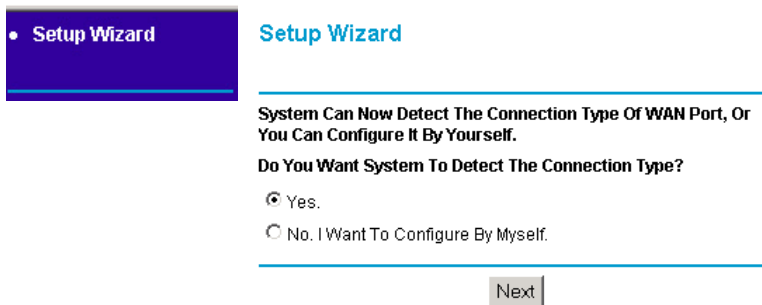 • Setup Wizard
Setup Wizard
System Can Now Detect The Connection Type Of WAN Port, Or
You Can Configure It By Yourself.
Do You Want System To Detect The Connection Type?
Yes.
No. I Want To Configure By Myself.
Next